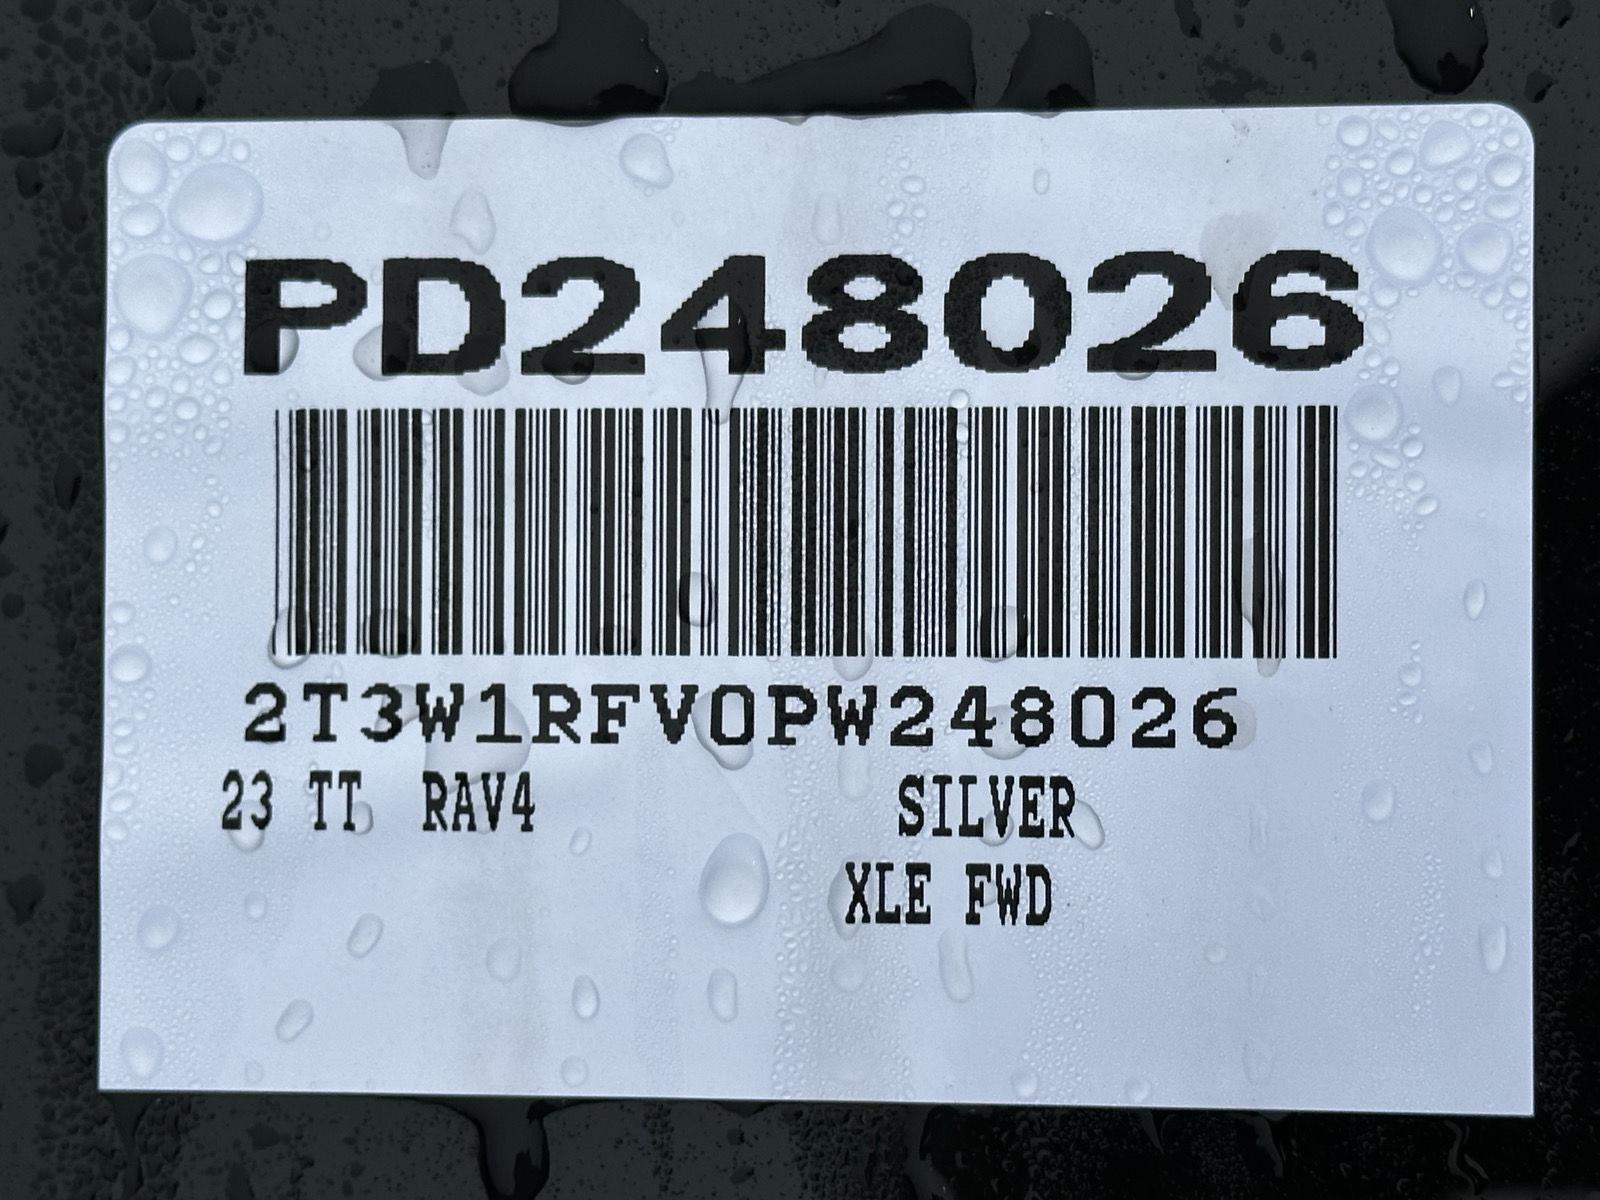 PD248026
2T3W1RFV0PW248026
23 TT RAV4 SILVER
XLE FWD